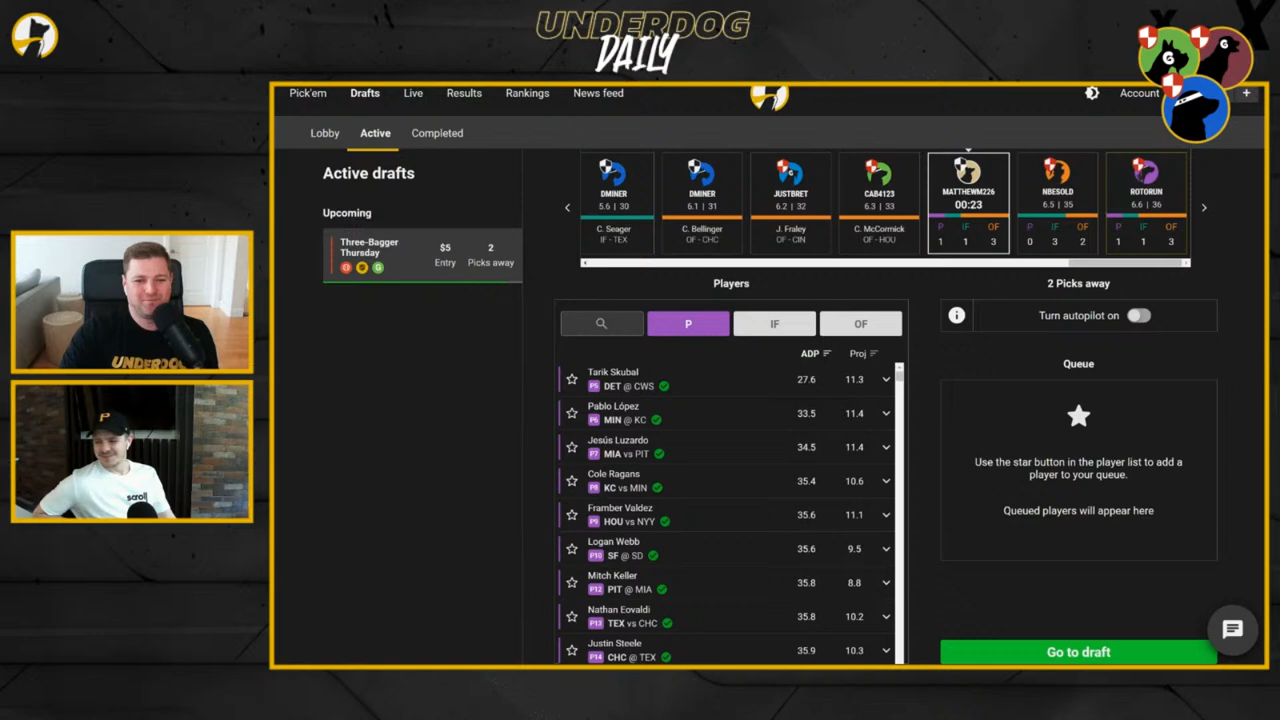 UNDERDOG
DAILY
Pick'em
Drafts
Live
Results
Rankings
News feed
Account
+
Lobby
Active
Completed
Active drafts
Upcoming
Three-Bagger
Thursday
$5
Entry
2
Picks away
DMINER
5.6 | 30
C. Seager
IF - TEX
DMINER
6.1 | 31
C. Bellinger
OF - CHC
JUSTBRET
6.2 | 32
J. Fraley
OF - CIN
CAB4123
6.3 | 33
C. McCormick
OF - HOU
MATTHEWM226
00:23
P IF OF
1 1 3
NBESOLD
6.5 | 35
P IF OF
0 3 2
ROTORUN
6.6 | 36
P IF OF
1 1 3
Players
P
IF
OF
ADP
Proj
Tarik Skubal
P5 DET @ CWS
27.6
11.3
Pablo López
P6 MIN @ KC
33.5
11.4
Jesús Luzardo
P7 MIA vs PIT
34.5
11.4
Cole Ragans
P8 KC vs MIN
35.4
10.6
Framber Valdez
P9 HOU vs NYY
35.6
11.1
Logan Webb
P10 SF @ SD
35.6
9.5
Mitch Keller
P12 PIT @ MIA
35.8
8.8
Nathan Eovaldi
P13 TEX vs CHC
35.8
10.2
Justin Steele
P14 CHC @ TEX
35.9
10.3
2 Picks away
Turn autopilot on
Queue
Use the star button in the player list to add a
player to your queue.
Queued players will appear here
Go to draft
UNDERDOG
P
scroll